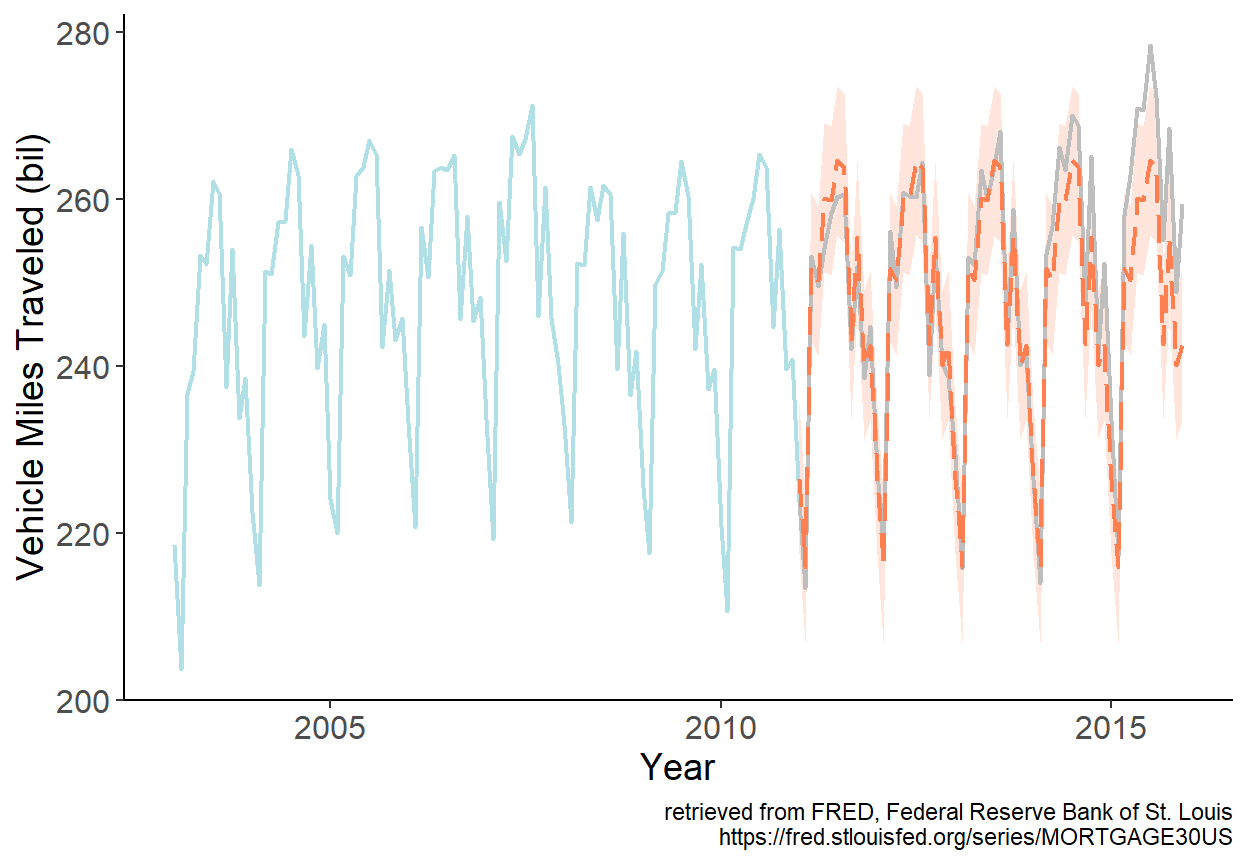 280
260
240
220
200
Vehicle Miles Traveled (bil)
2005
2010
2015
Year
retrieved from FRED, Federal Reserve Bank of St. Louis
https://fred.stlouisfed.org/series/MORTGAGE30US